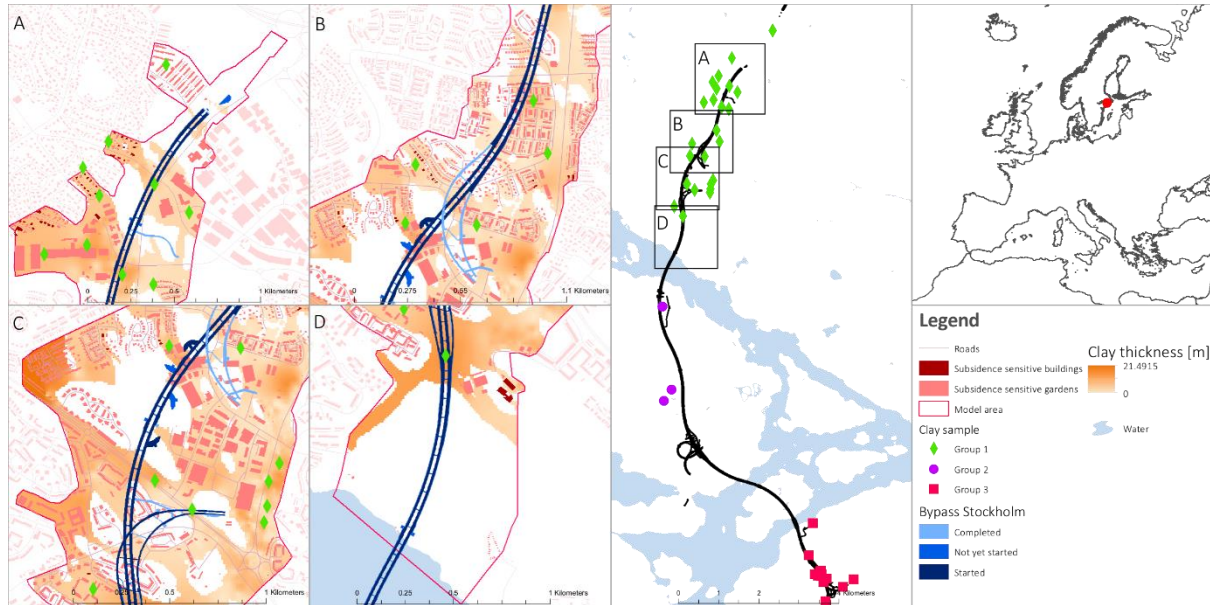 A
0
0.25
0.5
1 Kilometers
B
0
0.275
0.55
1.1 Kilometers
C
0
0.25
0.5
1 Kilometers
D
0
0.25
0.5
1 Kilometers
A
B
C
D
0
1
2
4 Kilometers
Legend
Roads
Subsidence sensitive buildings
Subsidence sensitive gardens
Model area
Clay sample
Group 1
Group 2
Group 3
Bypass Stockholm
Completed
Not yet started
Started
Clay thickness [m]
21.4915
0
Water